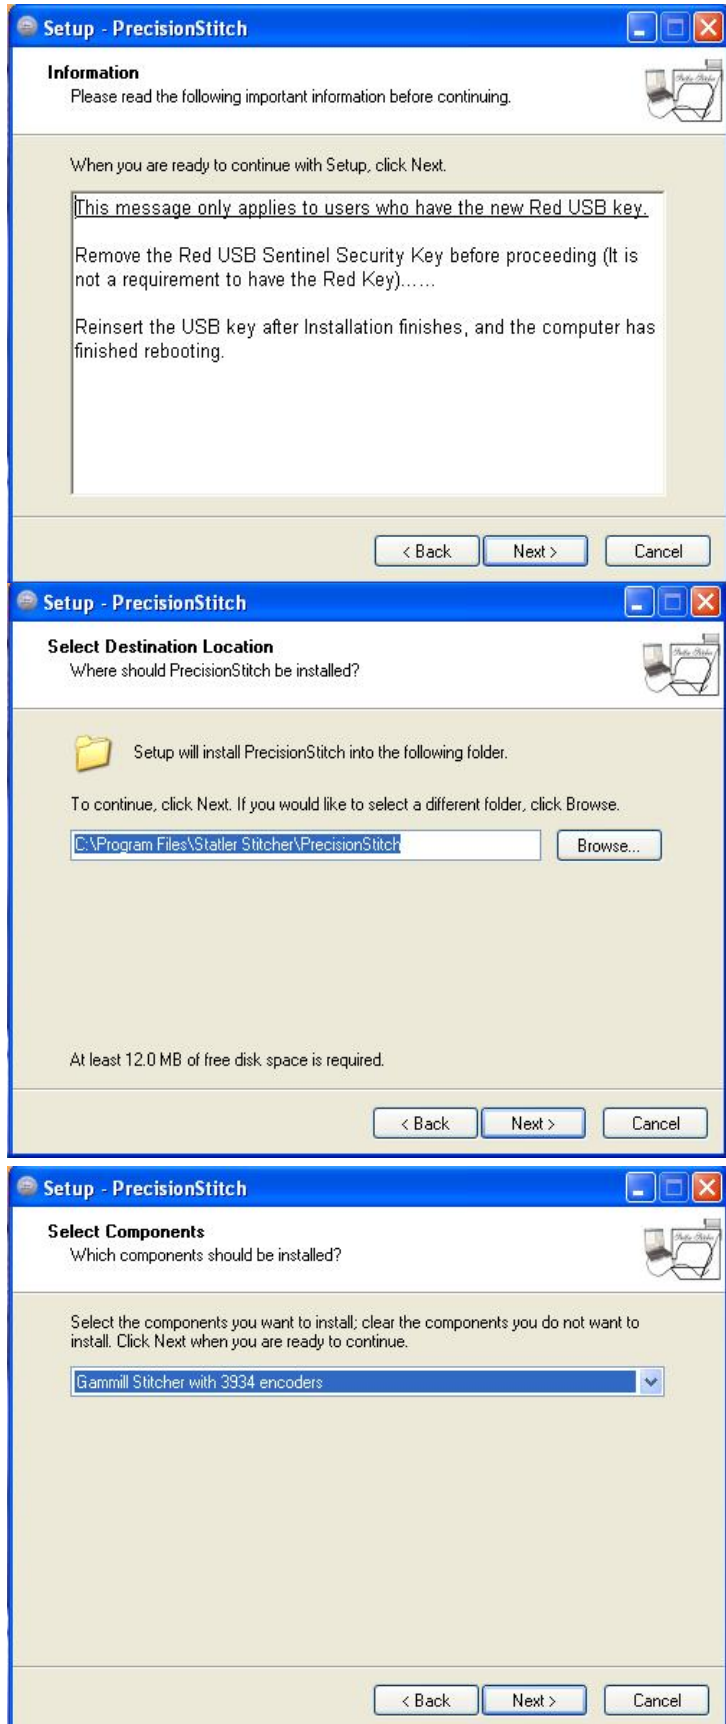 Setup - PrecisionStitch
Information
Please read the following important information before continuing.
When you are ready to continue with Setup, click Next.
This message only applies to users who have the new Red USB key.
Remove the Red USB Sentinel Security Key before proceeding (It is
not a requirement to have the Red Key)......
Reinsert the USB key after Installation finishes, and the computer has
finished rebooting.
< Back Next > Cancel
Setup - PrecisionStitch
Select Destination Location
Where should PrecisionStitch be installed?
Setup will install PrecisionStitch into the following folder.
To continue, click Next. If you would like to select a different folder, click Browse.
C:\Program Files\Statler Stitcher\PrecisionStitch Browse...
At least 12.0 MB of free disk space is required.
< Back Next > Cancel
Setup - PrecisionStitch
Select Components
Which components should be installed?
Select the components you want to install; clear the components you do not want to
install. Click Next when you are ready to continue.
Gammill Stitcher with 3934 encoders
< Back Next > Cancel